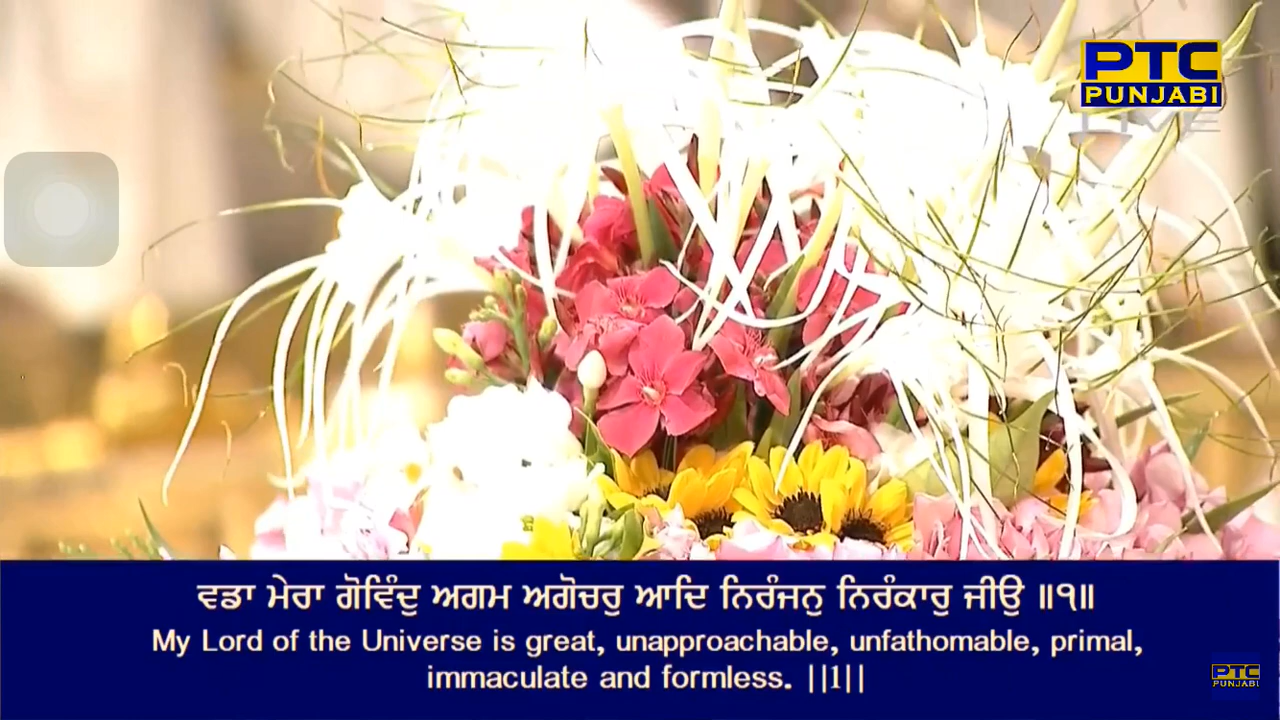 PTC
PUNJABI
LIVE
ਵਡਾ ਮੇਰਾ ਗੋਵਿੰਦੁ ਅਗਮ ਅਗੋਚਰੁ ਆਦਿ ਨਿਰੰਜਨੁ ਨਿਰੰਕਾਰੁ ਜੀਉ ॥੧॥
My Lord of the Universe is great, unapproachable, unfathomable, primal,
immaculate and formless. ||1||
PTC
PUNJABI